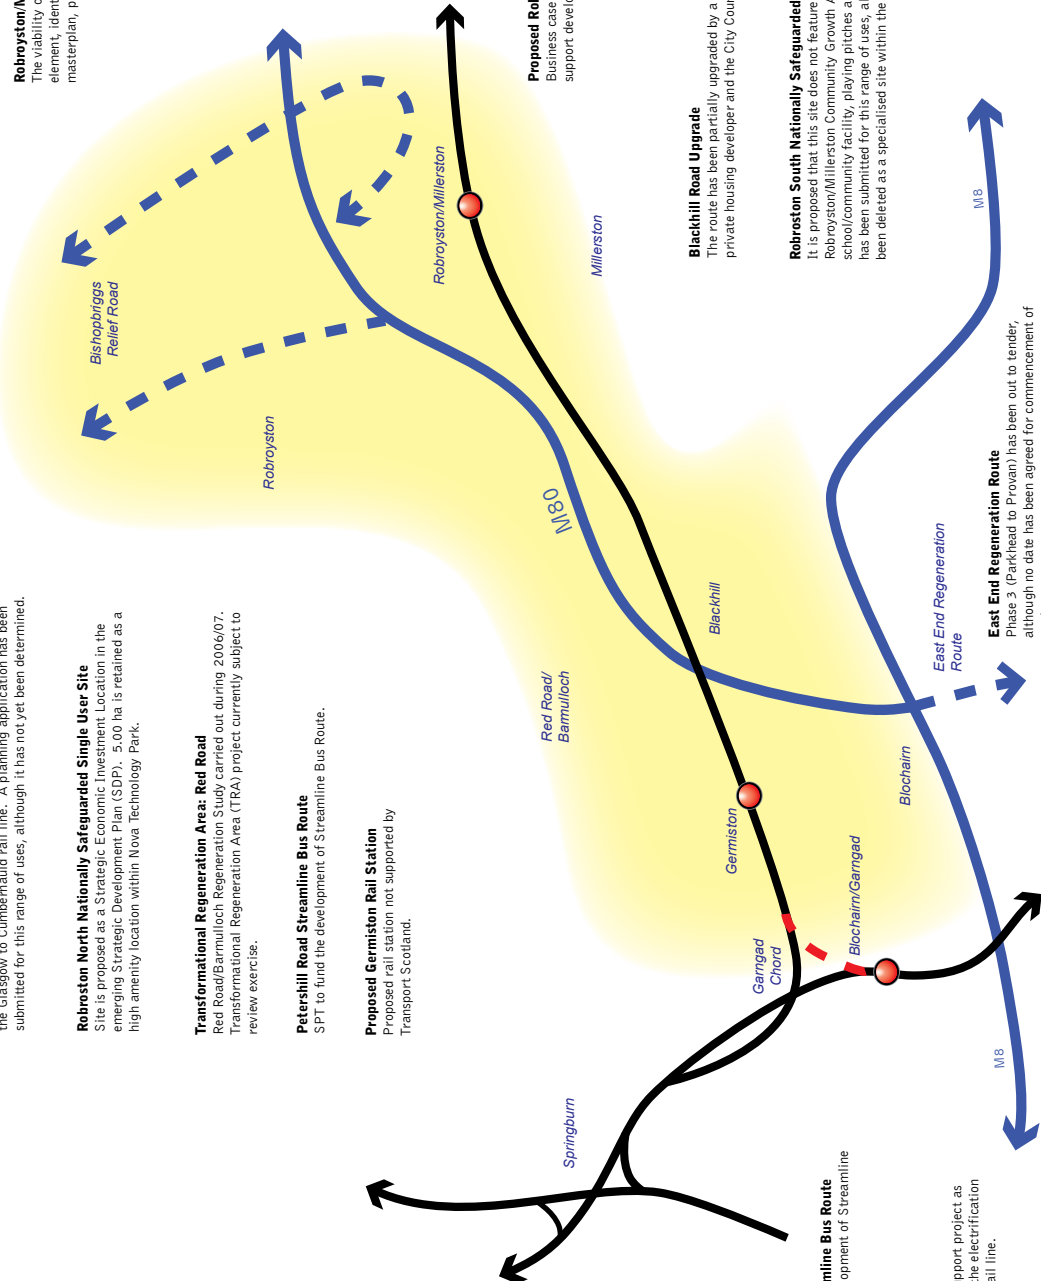 the Glasgow to Cumbernauld rail line. A planning application has been
submitted for this range of uses, although it has not yet been determined.
Robroston North Nationally Safeguarded Single User Site
Site is proposed as a Strategic Economic Investment Location in the
emerging Strategic Development Plan (SDP). 5.00 ha is retained as a
high amenity location within Nova Technology Park.
Transformational Regeneration Area: Red Road
Red Road/Barmulloch Regeneration Study carried out during 2006/07.
Transformational Regeneration Area (TRA) project currently subject to
review exercise.
Petershill Road Streamline Bus Route
SPT to fund the development of Streamline Bus Route.
Proposed Germiston Rail Station
Proposed rail station not supported by
Transport Scotland.
Robroyston/M
The viability o
element, ident
masterplan, p
Bishopbriggs
Relief Road
Robroyston
Robroyston/Millerston
Millerston
M80
Red Road/
Barmulloch
Blackhill
Springburn
Germiston
Garngad
Chord
Blochairn/Garngad
Blochairn
East End Regeneration
Route
M8
M8
Proposed Rob
Business case
support develo
Blackhill Road Upgrade
The route has been partially upgraded by a
private housing developer and the City Coun
Robroston South Nationally Safeguarded
It is proposed that this site does not feature
Robroyston/Millerston Community Growth A
school/community facility, playing pitches a
has been submitted for this range of uses, al
been deleted as a specialised site within the
East End Regeneration Route
Phase 3 (Parkhead to Provan) has been out to tender,
although no date has been agreed for commencement of
mline Bus Route
opment of Streamline
pport project as
the electrification
ail line.